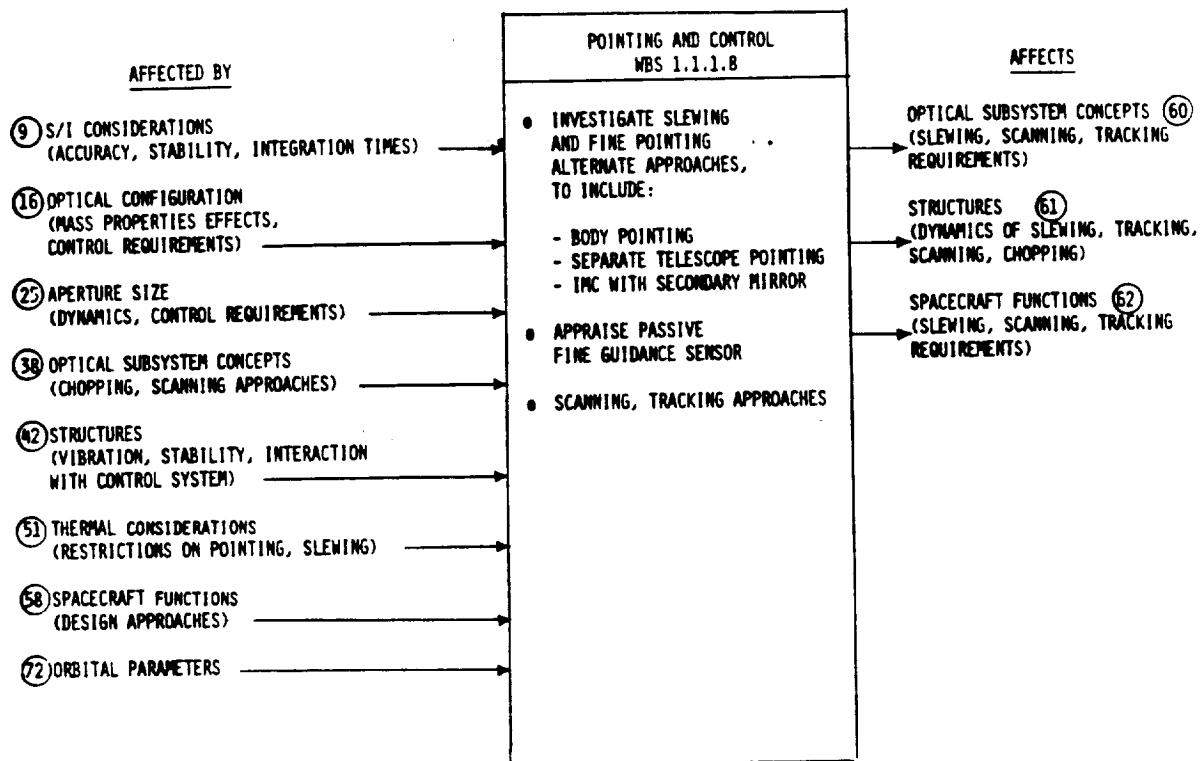 AFFECTED BY
9 S/I CONSIDERATIONS
(ACCURACY, STABILITY, INTEGRATION TIMES)
16 OPTICAL CONFIGURATION
(MASS PROPERTIES EFFECTS,
CONTROL REQUIREMENTS)
25 APERTURE SIZE
(DYNAMICS, CONTROL REQUIREMENTS)
38 OPTICAL SUBSYSTEM CONCEPTS
(CHOPPING, SCANNING APPROACHES)
42 STRUCTURES
(VIBRATION, STABILITY, INTERACTION
WITH CONTROL SYSTEM)
51 THERMAL CONSIDERATIONS
(RESTRICTIONS ON POINTING, SLEWING)
58 SPACECRAFT FUNCTIONS
(DESIGN APPROACHES)
72 ORBITAL PARAMETERS
POINTING AND CONTROL
WBS 1.1.1.8
• INVESTIGATE SLEWING
AND FINE POINTING
ALTERNATE APPROACHES,
TO INCLUDE:
- BODY POINTING
- SEPARATE TELESCOPE POINTING
- IMC WITH SECONDARY MIRROR
• APPRAISE PASSIVE
FINE GUIDANCE SENSOR
• SCANNING, TRACKING APPROACHES
AFFECTS
OPTICAL SUBSYSTEM CONCEPTS 60
(SLEWING, SCANNING, TRACKING
REQUIREMENTS)
STRUCTURES 61
(DYNAMICS OF SLEWING, TRACKING,
SCANNING, CHOPPING)
SPACECRAFT FUNCTIONS 62
(SLEWING, SCANNING, TRACKING
REQUIREMENTS)